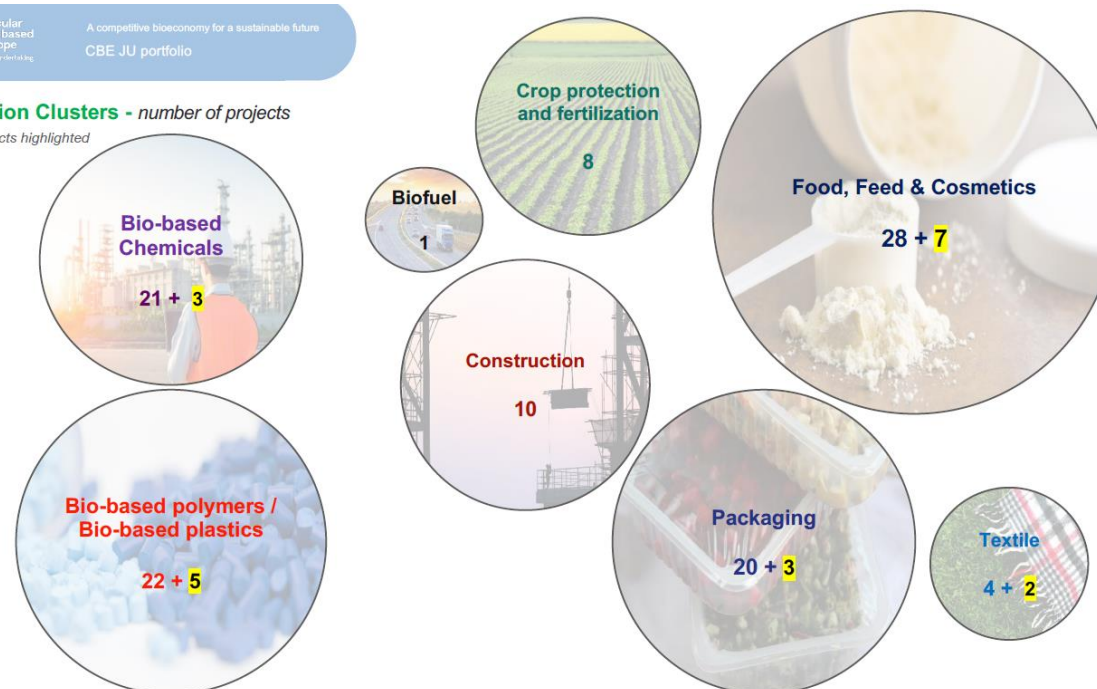 A competitive bioeconomy for a sustainable future
CBE JU portfolio
Clusters - number of projects
highlighted
Crop protection
and fertilization
8
Food, Feed & Cosmetics
28 + 7
Biofuel
1
Bio-based
Chemicals
21 + 3
Construction
10
Bio-based polymers /
Bio-based plastics
22 + 5
Packaging
20 + 3
Textile
4 + 2